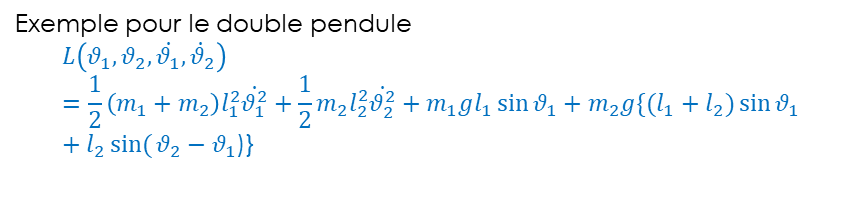 Exemple pour le double pendule
L(ϑ₁, ϑ₂, ϑ̇₁, ϑ̇₂)
= 1/2 (m₁ + m₂)l₁²ϑ̇₁² + 1/2 m₂l₂²ϑ̇₂² + m₁gl₁ sin ϑ₁ + m₂g{(l₁ + l₂) sin ϑ₁
+ l₂ sin(ϑ₂ − ϑ₁)}